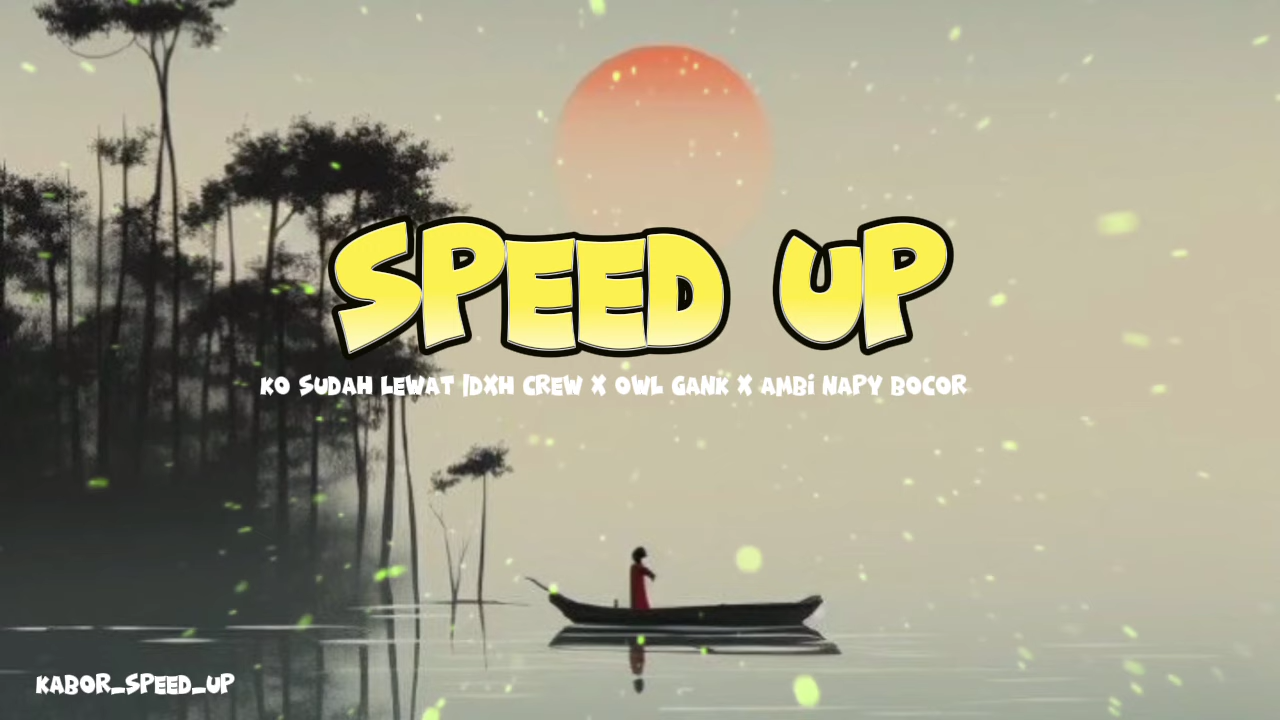 SPEED UP
KO SUDAH LEWAT IDXH CREW X OWL GANK X AMBI NAPY BOCOR
KABOR_SPEED_UP